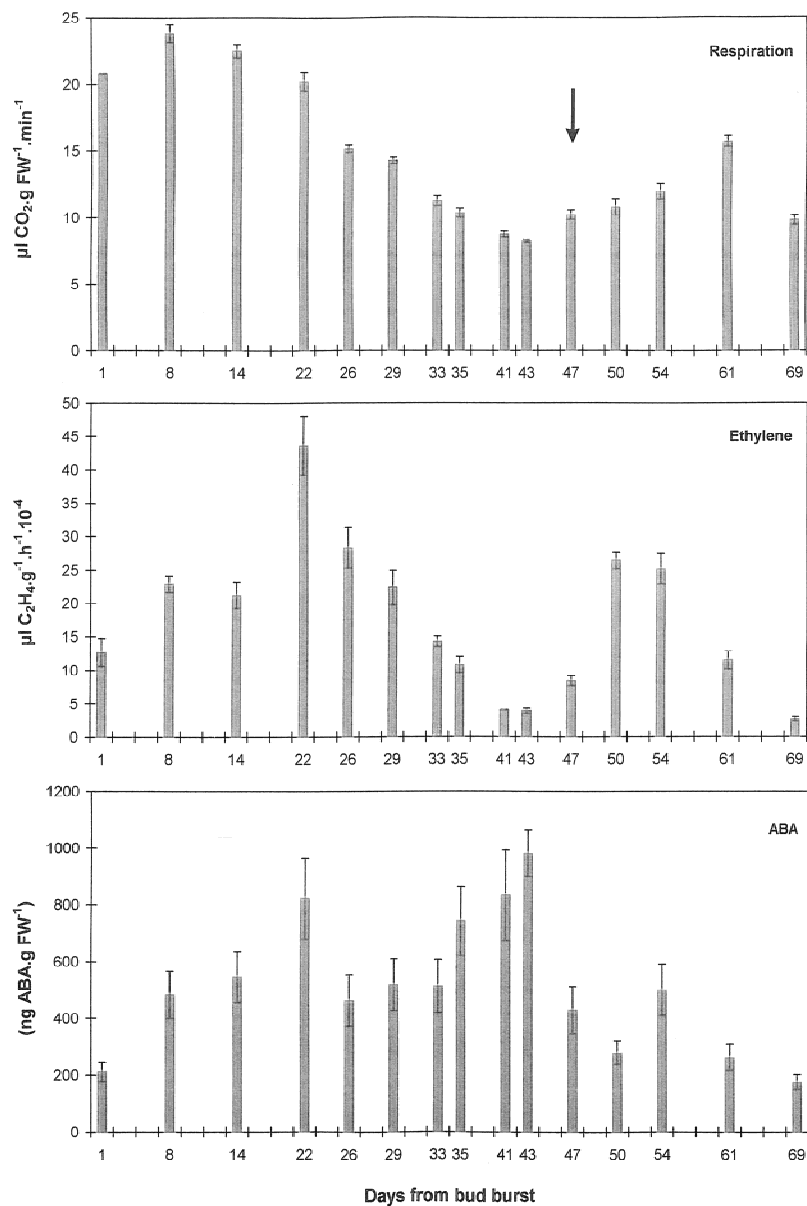 Respiration
µl CO₂.g FW⁻¹.min⁻¹
25
20
15
10
5
0
1 8 14 22 26 29 33 35 41 43 47 50 54 61 69
Ethylene
µl C₂H₄.g⁻¹.h⁻¹.10⁻⁴
50
45
40
35
30
25
20
15
10
5
0
1 8 14 22 26 29 33 35 41 43 47 50 54 61 69
ABA
(ng ABA.g FW⁻¹)
1200
1000
800
600
400
200
0
1 8 14 22 26 29 33 35 41 43 47 50 54 61 69
Days from bud burst